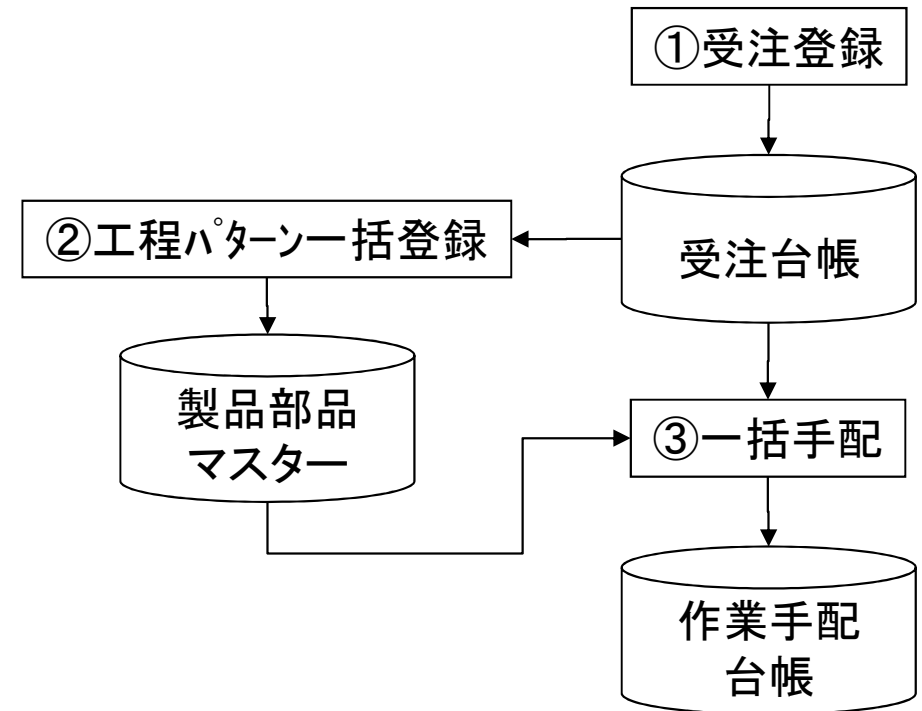 ①受注登録
受注台帳
②工程ﾊﾟﾀｰﾝ一括登録
製品部品
マスター
③一括手配
作業手配
台帳